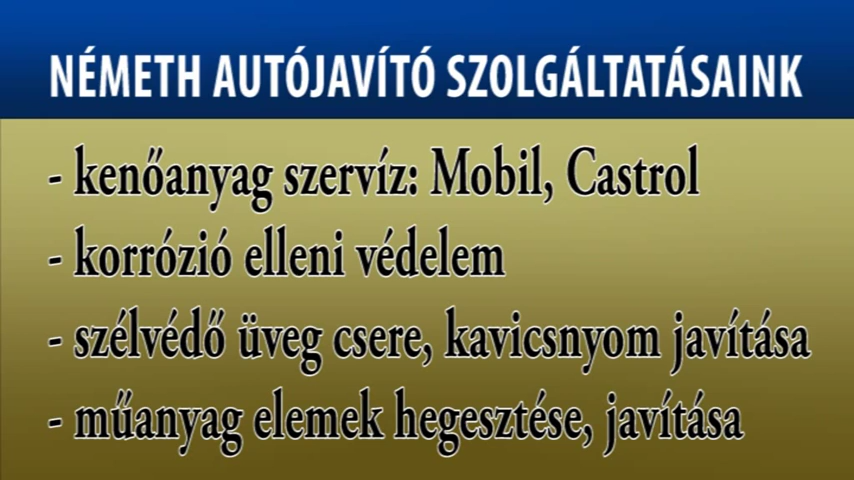 NÉMETH AUTÓJAVÍTÓ SZOLGÁLTATÁSAINK
- kenőanyag szervíz: Mobil, Castrol
- korrózió elleni védelem
- szélvédő üveg csere, kavicsnyom javítása
- műanyag elemek hegesztése, javítása